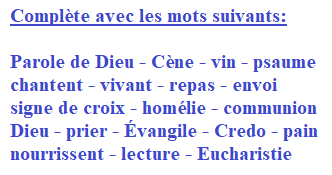 Complète avec les mots suivants:
Parole de Dieu - Cène - vin - psaume
chantent - vivant - repas - envoi
signe de croix - homélie - communion
Dieu - prier - Évangile - Credo - pain
nourrissent - lecture - Eucharistie